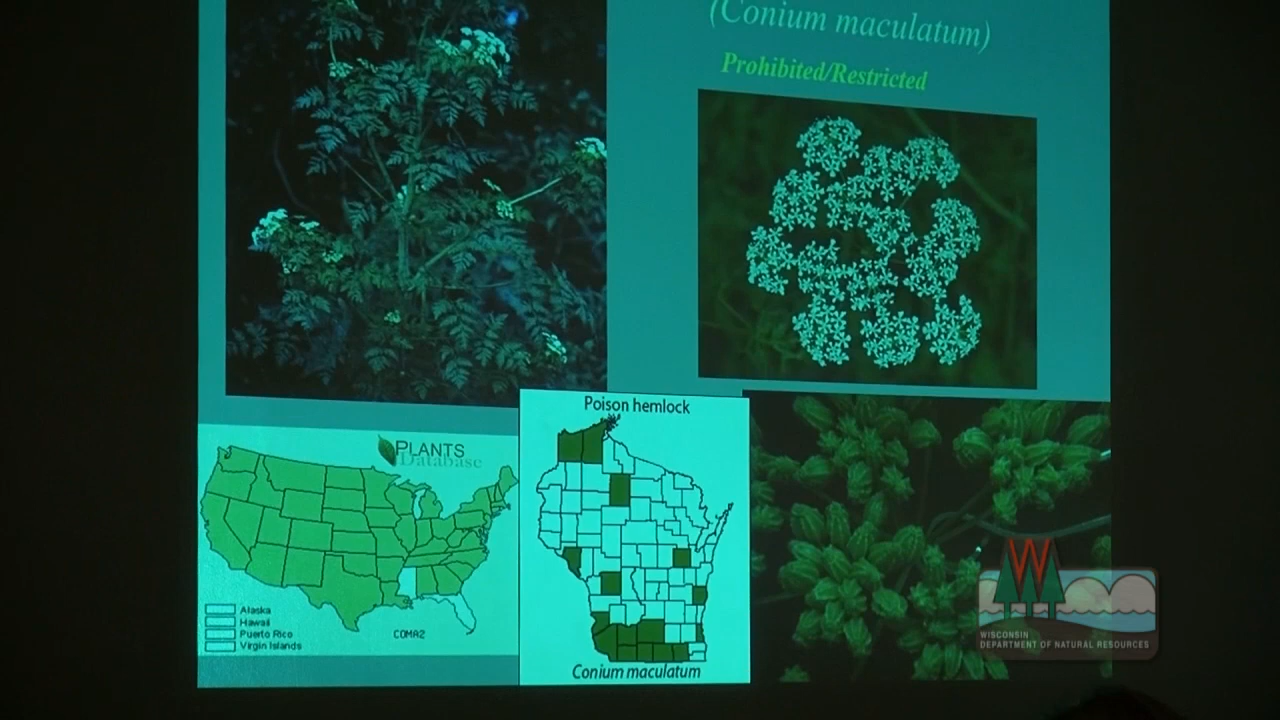 (Conium maculatum)
Prohibited/Restricted
Poison hemlock
PLANTS
Database
Alaska
Hawaii
Puerto Rico
Virgin Islands
COMA2
Conium maculatum
WISCONSIN
DEPARTMENT OF NATURAL RESOURCES